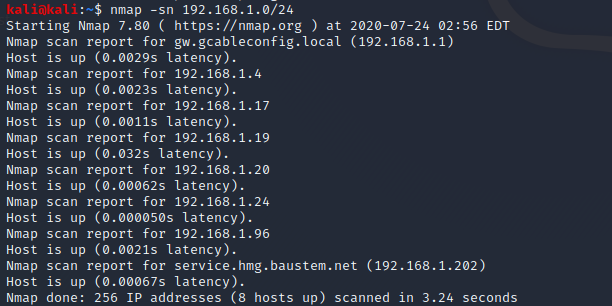 kali@kali:~$ nmap -sn 192.168.1.0/24
Starting Nmap 7.80 ( https://nmap.org ) at 2020-07-24 02:56 EDT
Nmap scan report for gw.gcableconfig.local (192.168.1.1)
Host is up (0.0029s latency).
Nmap scan report for 192.168.1.4
Host is up (0.0023s latency).
Nmap scan report for 192.168.1.17
Host is up (0.0011s latency).
Nmap scan report for 192.168.1.19
Host is up (0.032s latency).
Nmap scan report for 192.168.1.20
Host is up (0.00062s latency).
Nmap scan report for 192.168.1.24
Host is up (0.000050s latency).
Nmap scan report for 192.168.1.96
Host is up (0.0021s latency).
Nmap scan report for service.hmg.baustem.net (192.168.1.202)
Host is up (0.00067s latency).
Nmap done: 256 IP addresses (8 hosts up) scanned in 3.24 seconds